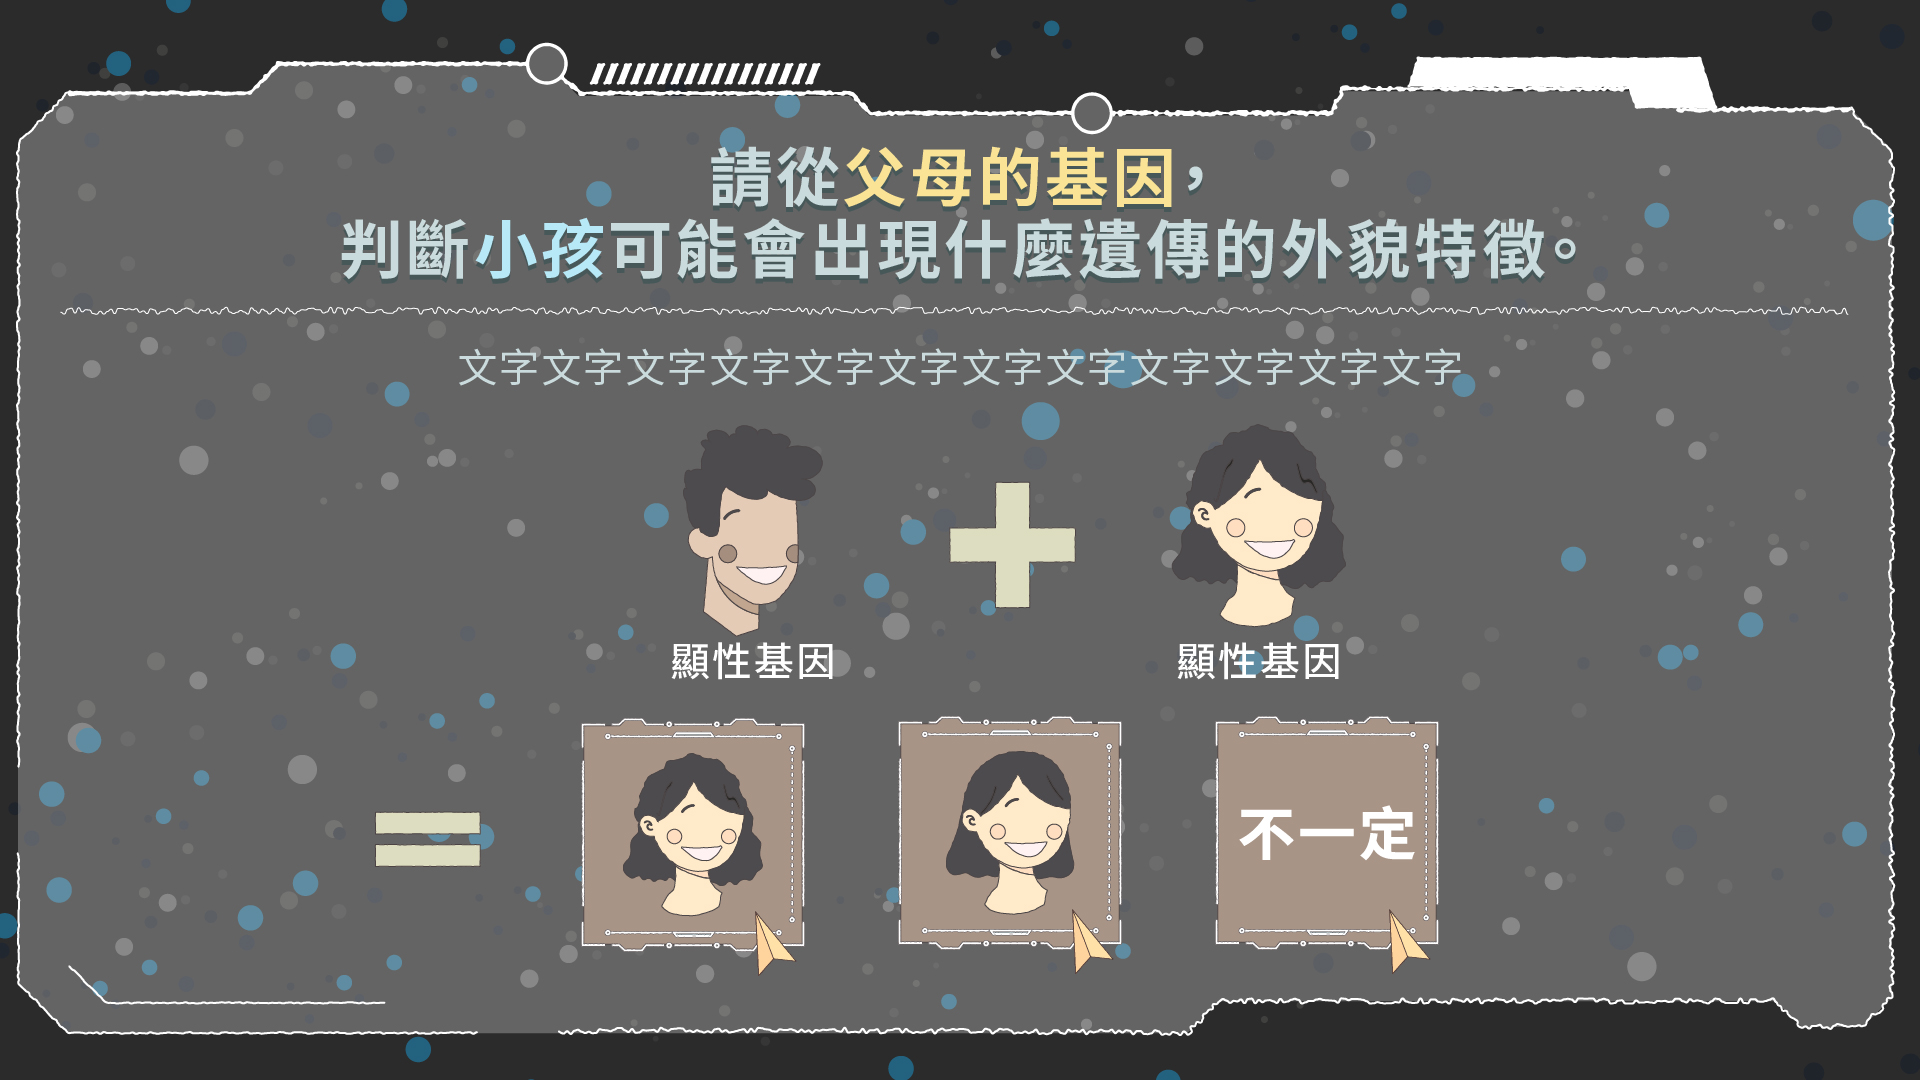 請從父母的基因，
判斷小孩可能會出現什麼遺傳的外貌特徵。
文字文字文字文字文字文字文字文字文字文字文字文字
顯性基因
顯性基因
不一定